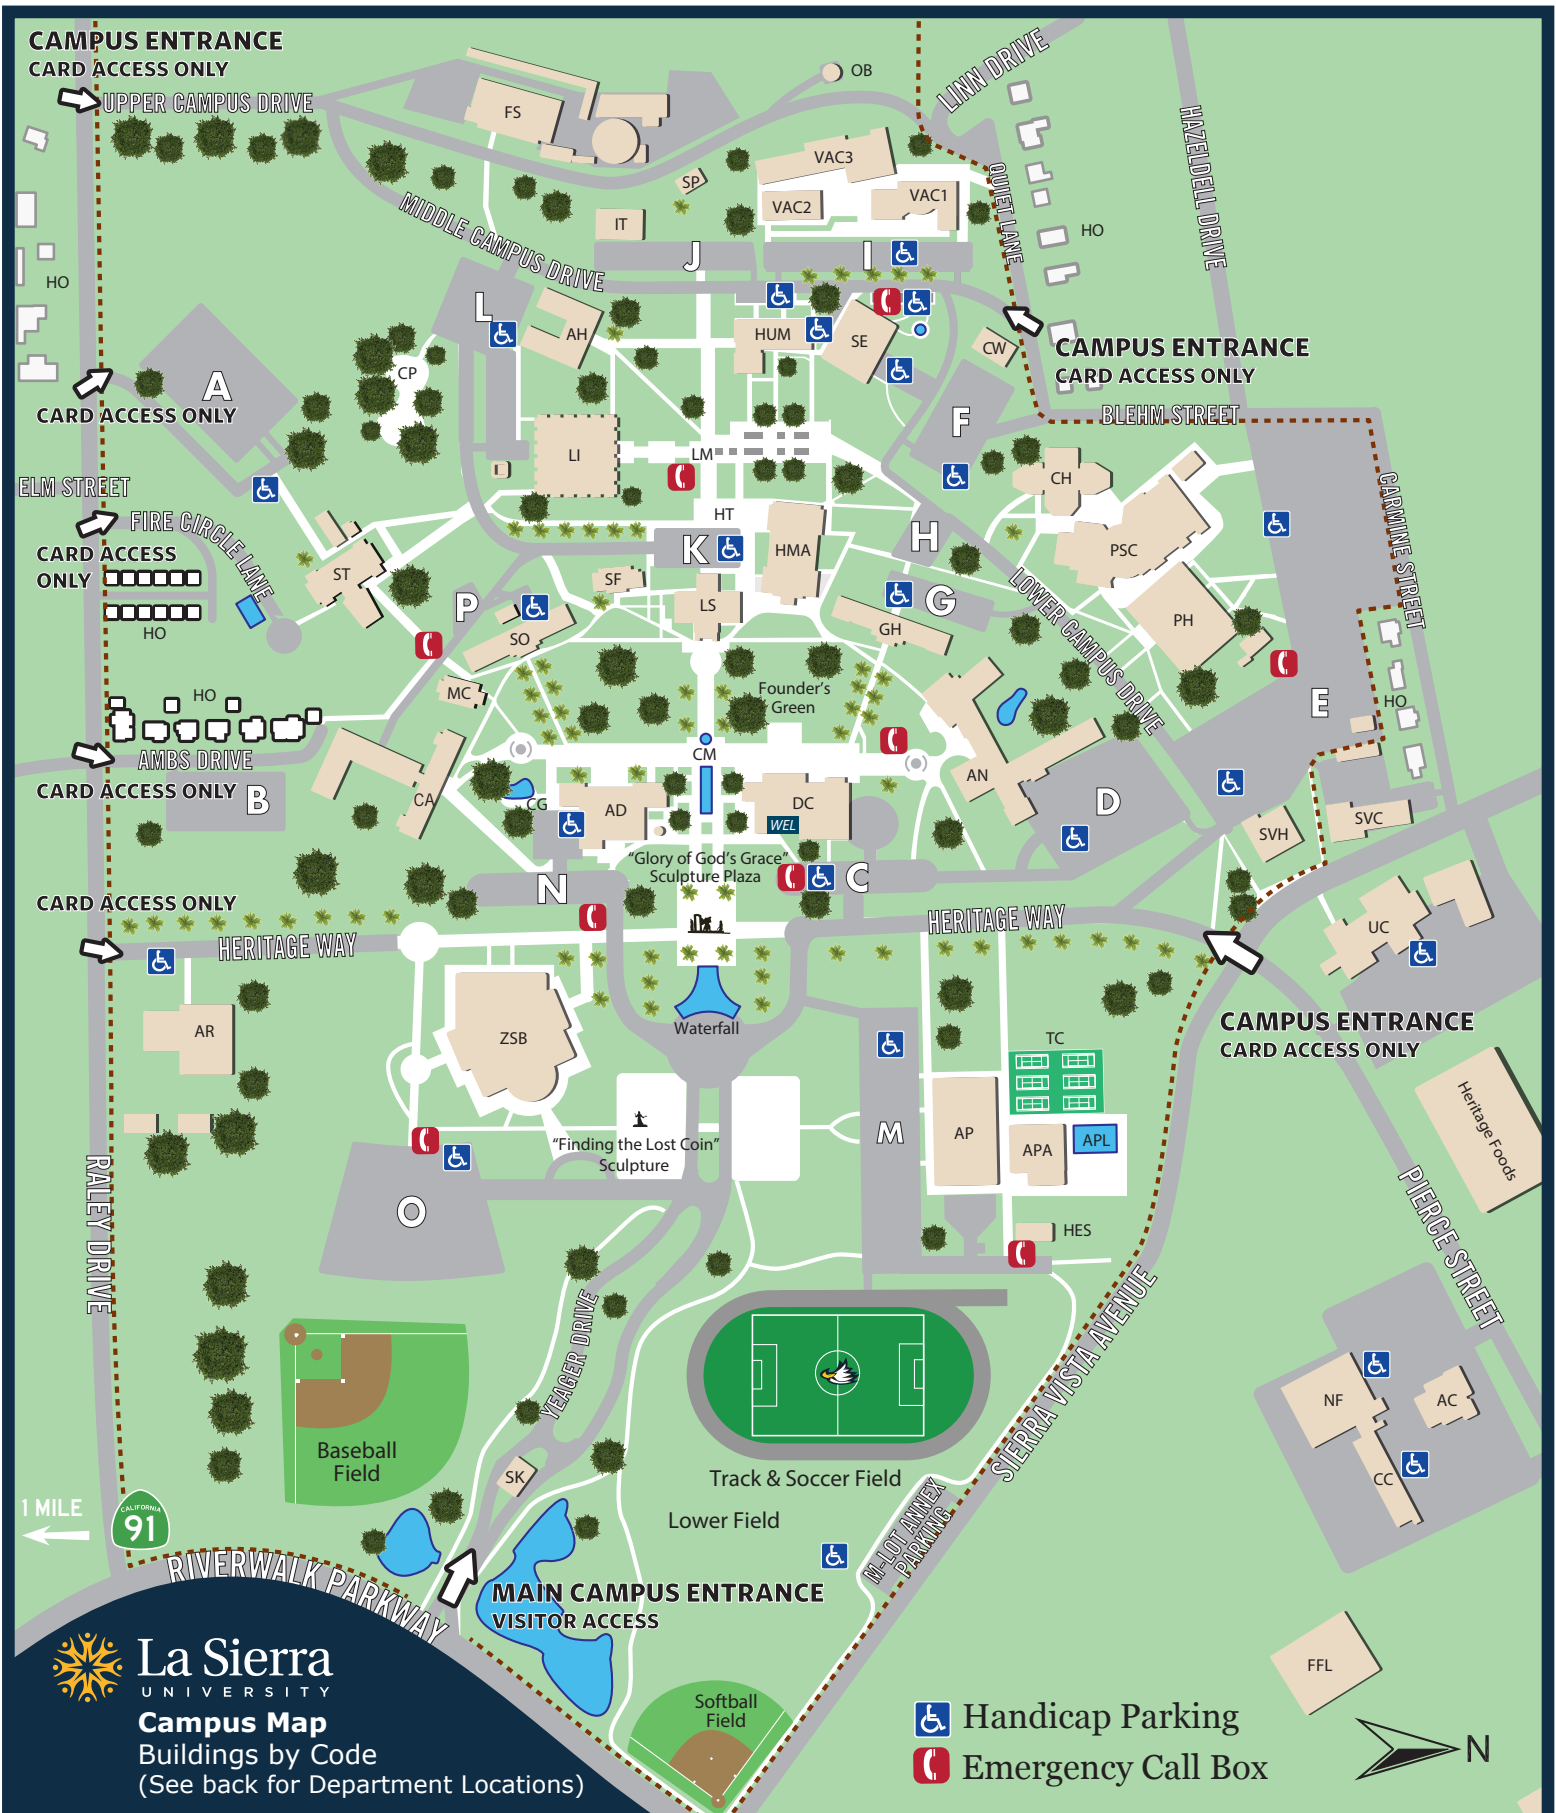 CAMPUS ENTRANCE
CARD ACCESS ONLY
UPPER CAMPUS DRIVE
FS
OB
LINN DRIVE
HAZELDELL DRIVE
QUIET LANE
VAC3
VAC2
VAC1
SP
IT
HO
HO
MIDDLE CAMPUS DRIVE
J
I
L
AH
HUM
SE
CW
CAMPUS ENTRANCE
CARD ACCESS ONLY
CP
A
CARD ACCESS ONLY
BLEHM STREET
F
LI
LM
CH
ELM STREET
FIRE CIRCLE LANE
CARD ACCESS
ONLY
HT
K
HMA
H
PSC
CARMINE STREET
ST
SF
P
LS
G
LOWER CAMPUS DRIVE
GH
PH
HO
SO
MC
HO
Founder's
Green
E
HO
AMBS DRIVE
CARD ACCESS ONLY
B
CA
CM
CG
AD
DC
WEL
AN
D
SVH
SVC
"Glory of God's Grace"
Sculpture Plaza
N
C
CARD ACCESS ONLY
HERITAGE WAY
HERITAGE WAY
UC
AR
ZSB
Waterfall
CAMPUS ENTRANCE
CARD ACCESS ONLY
TC
Heritage Foods
M
AP
APA
APL
"Finding the Lost Coin"
Sculpture
O
HES
RALEY DRIVE
PIERCE STREET
YEAGER DRIVE
SIERRA VISTA AVENUE
NF
AC
CC
Baseball
Field
SK
Track & Soccer Field
Lower Field
M-LOT ANNEX
PARKING
1 MILE
CALIFORNIA
91
RIVERWALK PARKWAY
MAIN CAMPUS ENTRANCE
VISITOR ACCESS
FFL
La Sierra
UNIVERSITY
Campus Map
Buildings by Code
(See back for Department Locations)
Softball
Field
Handicap Parking
Emergency Call Box
N